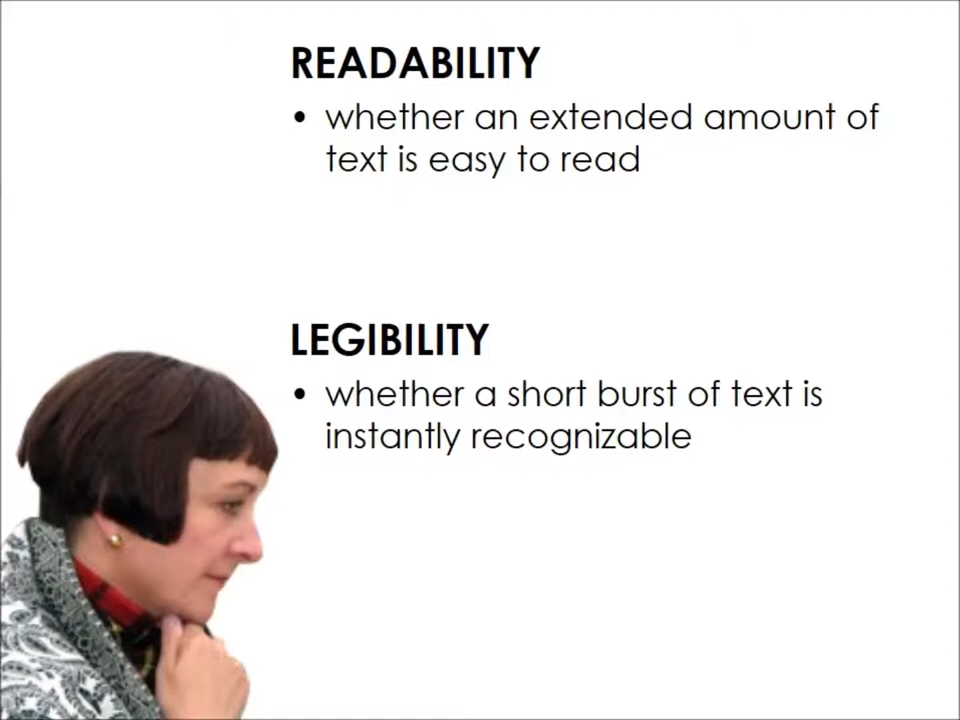 READABILITY
• whether an extended amount of
text is easy to read
LEGIBILITY
• whether a short burst of text is
instantly recognizable